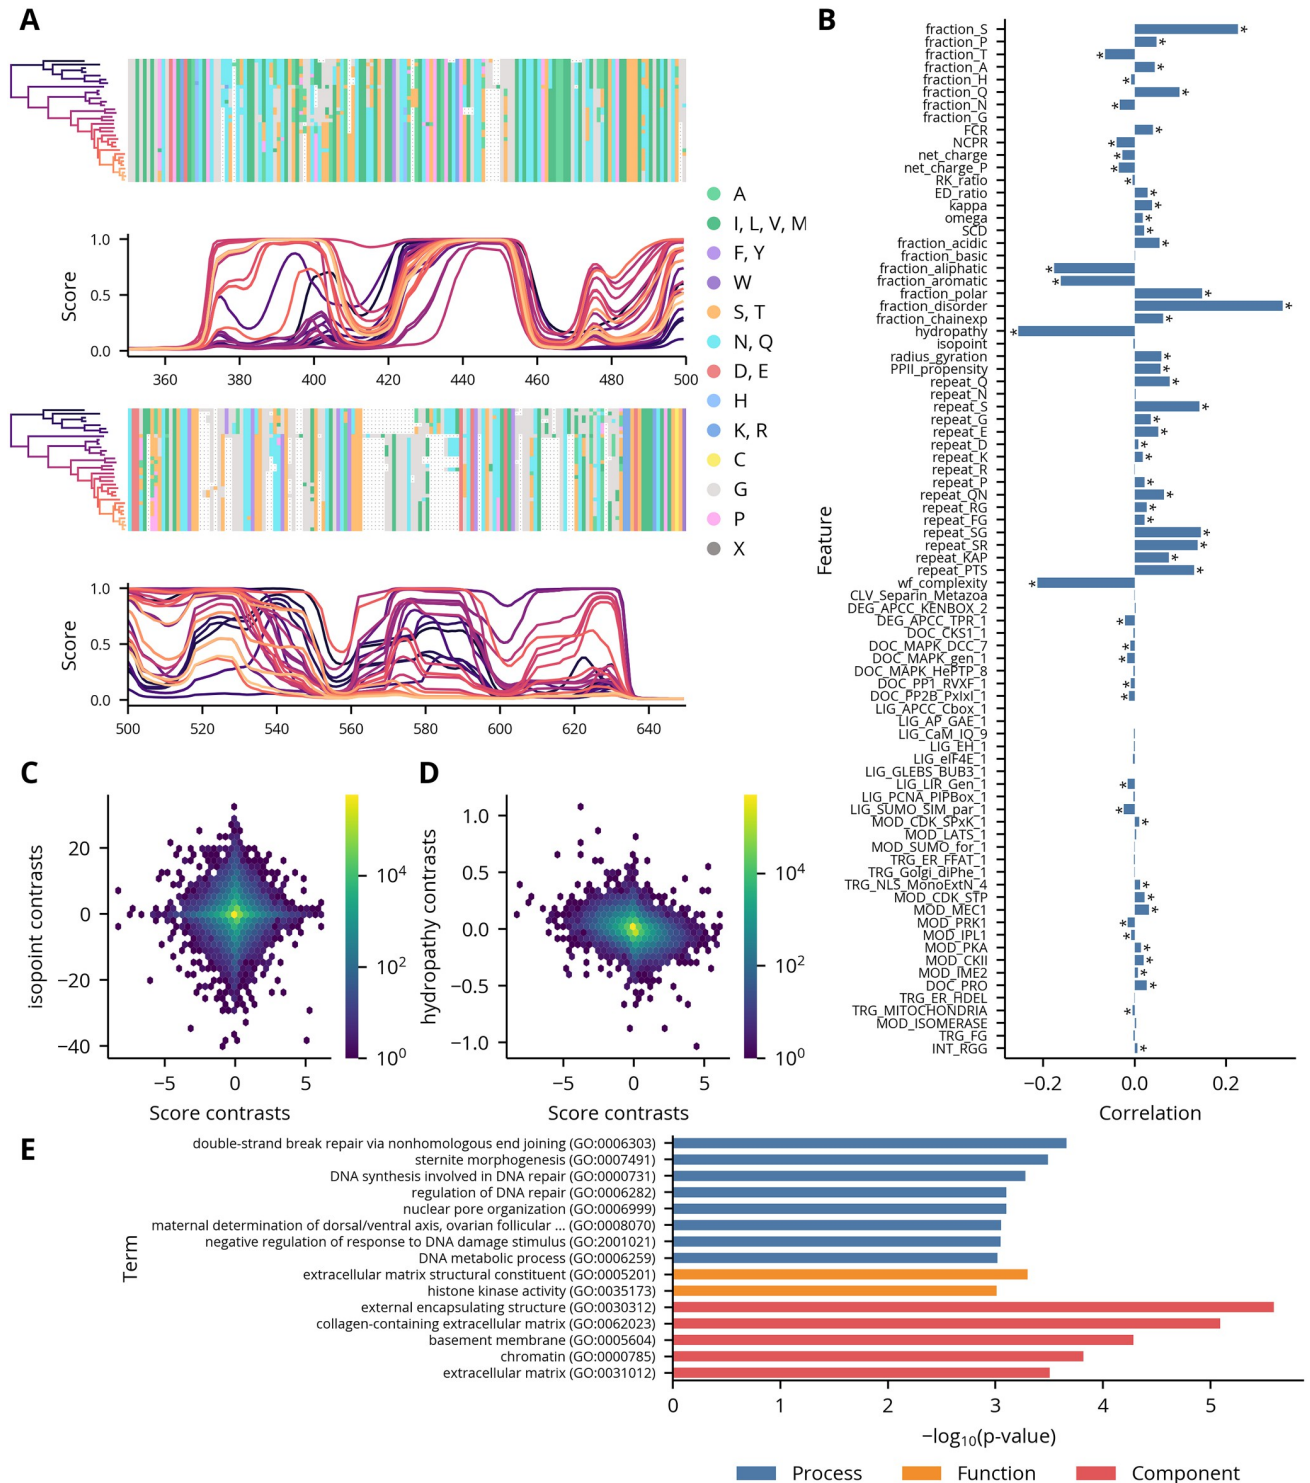 A
1.0
0.5
0.0
Score
360
380
400
420
440
460
480
500
1.0
0.5
0.0
Score
500
520
540
560
580
600
620
640
A
I, L, V, M
F, Y
W
S, T
N, Q
D, E
H
K, R
C
G
P
X
B
Feature
fraction_S
fraction_P
fraction_T
fraction_A
fraction_H
fraction_Q
fraction_N
fraction_G
FCR
NCPR
net_charge
net_charge_P
RK_ratio
ED_ratio
kappa
omega
SCD
fraction_acidic
fraction_basic
fraction_aliphatic
fraction_aromatic
fraction_polar
fraction_disorder
fraction_chainexp
hydropathy
isopoint
radius_gyration
PPII_propensity
repeat_Q
repeat_N
repeat_S
repeat_G
repeat_E
repeat_D
repeat_K
repeat_R
repeat_P
repeat_QN
repeat_RG
repeat_FG
repeat_SG
repeat_SR
repeat_KAP
repeat_PTS
wf_complexity
CLV_Separin_Metazoa
DEG_APCC_KENBOX_2
DEG_APCC_TPR_1
DOC_CKS1_1
DOC_MAPK_DCC_7
DOC_MAPK_gen_1
DOC_MAPK_HePTP_8
DOC_PP1_RVXF_1
DOC_PP2B_PxIxI_1
LIG_APCC_Cbox_1
LIG_AP_GAE_1
LIG_CaM_IQ_9
LIG_EH_1
LIG_eIF4E_1
LIG_GLEBS_BUB3_1
LIG_LIR_Gen_1
LIG_PCNA_PIPBox_1
LIG_SUMO_SIM_par_1
MOD_CDK_SPxK_1
MOD_LATS_1
MOD_SUMO_for_1
TRG_ER_FFAT_1
TRG_Golgi_diPhe_1
TRG_NLS_MonoExtN_4
MOD_CDK_STP
MOD_MEC1
MOD_PRK1
MOD_IPL1
MOD_PKA
MOD_CKII
MOD_IME2
DOC_PRO
TRG_ER_HDEL
TRG_MITOCHONDRIA
MOD_ISOMERASE
TRG_FG
INT_RGG
−0.2
0.0
0.2
Correlation
C
isopoint contrasts
20
0
−20
−40
−5
0
5
Score contrasts
10⁴
10²
10⁰
D
hydropathy contrasts
1.0
0.5
0.0
−0.5
−1.0
−5
0
5
Score contrasts
10⁴
10²
10⁰
E
Term
double-strand break repair via nonhomologous end joining (GO:0006303)
sternite morphogenesis (GO:0007491)
DNA synthesis involved in DNA repair (GO:0000731)
regulation of DNA repair (GO:0006282)
nuclear pore organization (GO:0006999)
maternal determination of dorsal/ventral axis, ovarian follicular ... (GO:0008070)
negative regulation of response to DNA damage stimulus (GO:2001021)
DNA metabolic process (GO:0006259)
extracellular matrix structural constituent (GO:0005201)
histone kinase activity (GO:0035173)
external encapsulating structure (GO:0030312)
collagen-containing extracellular matrix (GO:0062023)
basement membrane (GO:0005604)
chromatin (GO:0000785)
extracellular matrix (GO:0031012)
0
1
2
3
4
5
−log₁₀(p-value)
Process
Function
Component